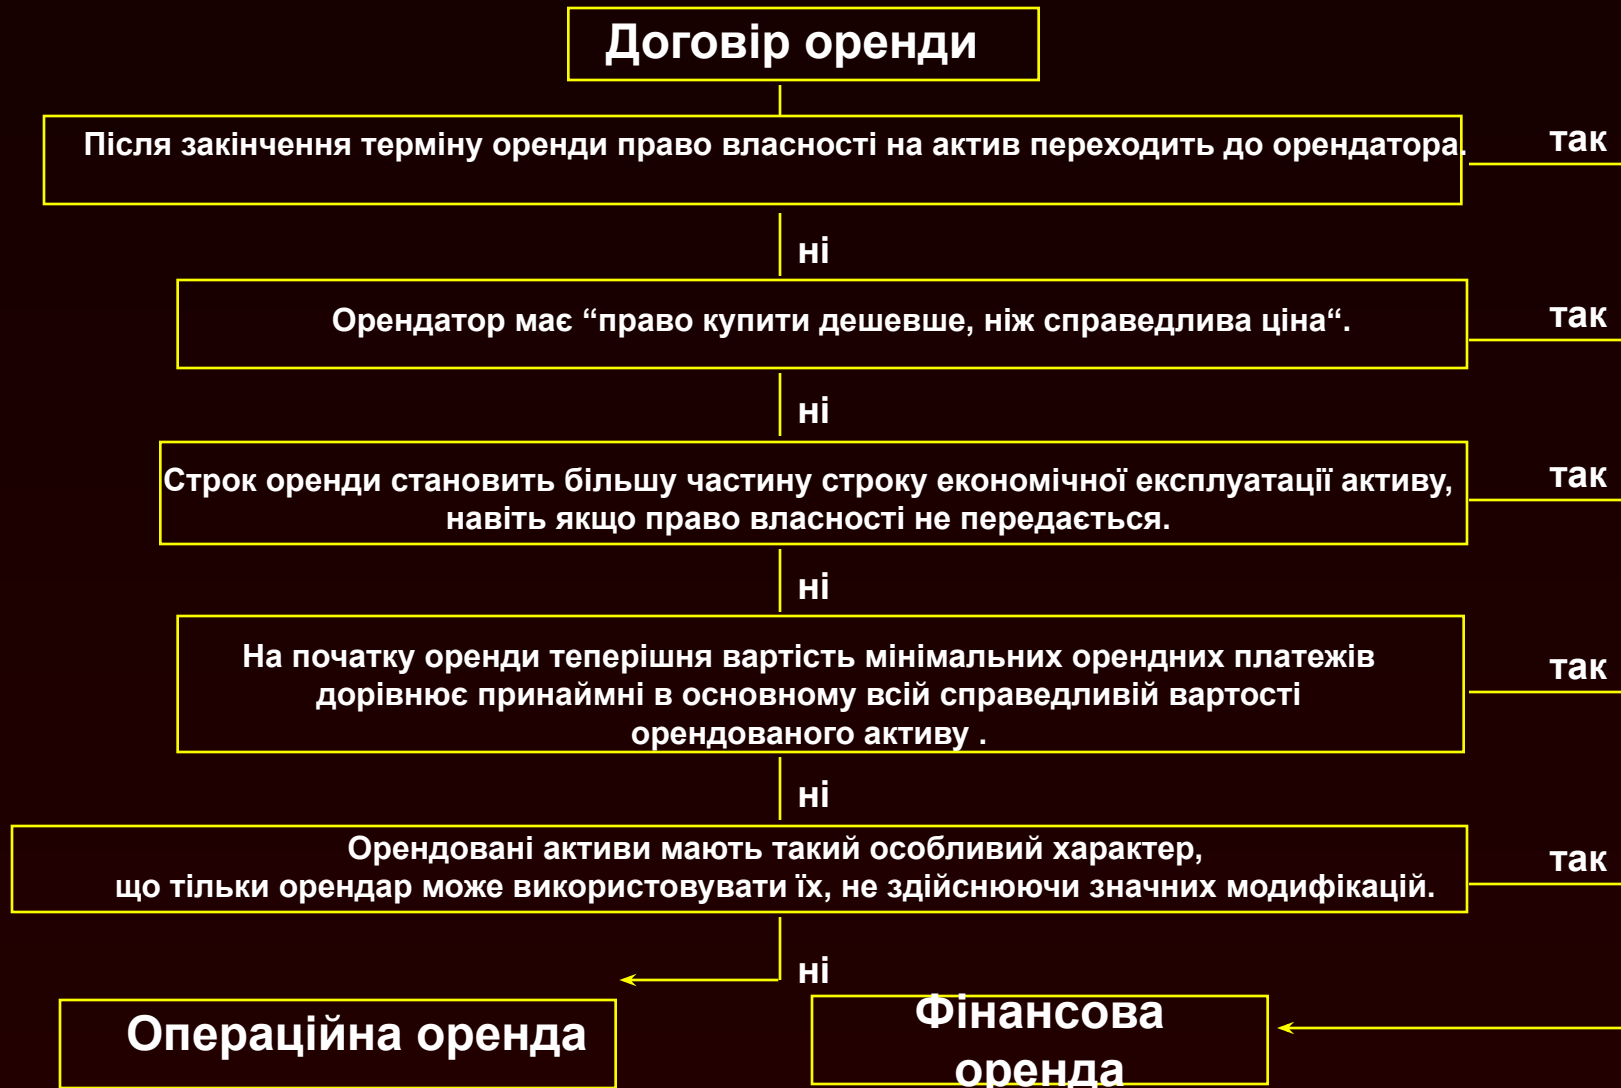 Договір оренди
Після закінчення терміну оренди право власності на актив переходить до орендатора.
так
ні
Орендатор має “право купити дешевше, ніж справедлива ціна“.
так
ні
Строк оренди становить більшу частину строку економічної експлуатації активу,
навіть якщо право власності не передається.
так
ні
На початку оренди теперішня вартість мінімальних орендних платежів
дорівнює принаймні в основному всій справедливій вартості
орендованого активу .
так
ні
Орендовані активи мають такий особливий характер,
що тільки орендар може використовувати їх, не здійснюючи значних модифікацій.
так
ні
Операційна оренда
Фінансова
оренда